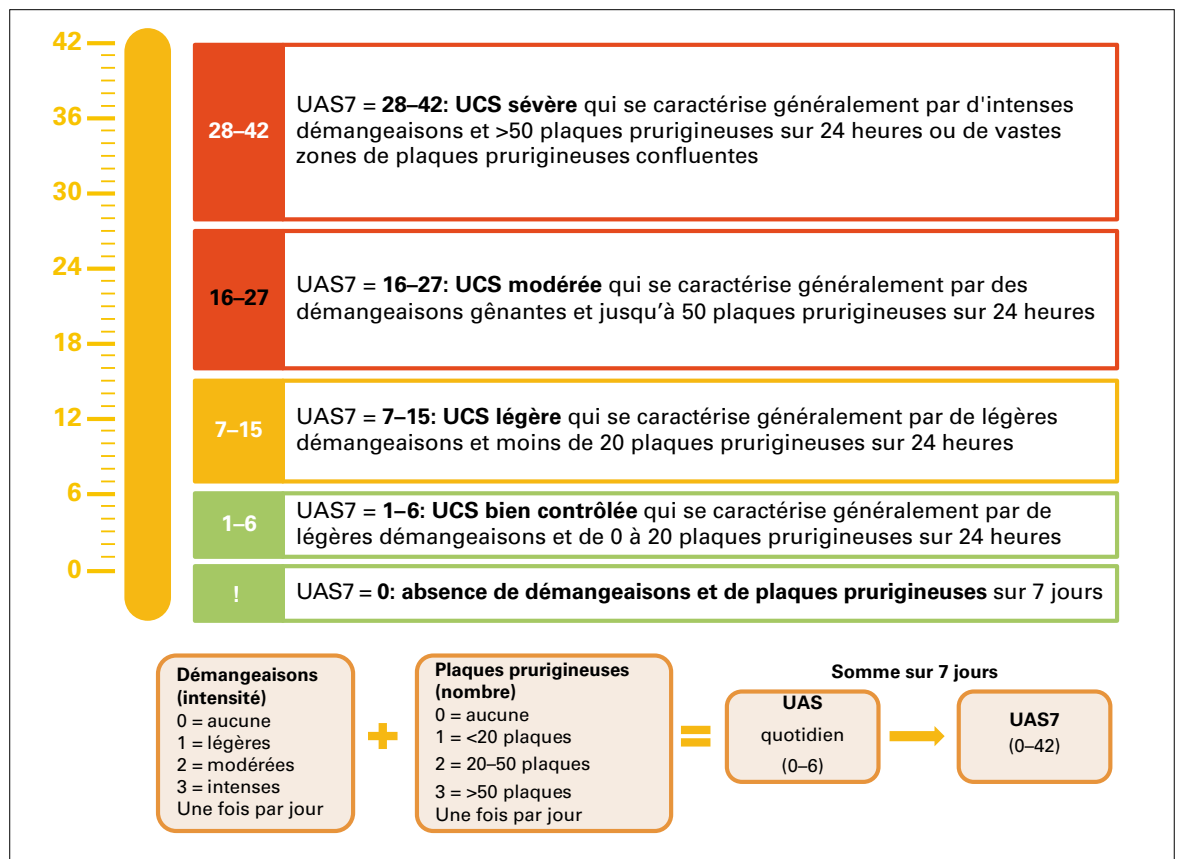 42
36
30
24
18
12
6
0
28–42
UAS7 = 28–42: UCS sévère qui se caractérise généralement par d'intenses
démangeaisons et >50 plaques prurigineuses sur 24 heures ou de vastes
zones de plaques prurigineuses confluentes
16–27
UAS7 = 16–27: UCS modérée qui se caractérise généralement par des
démangeaisons gênantes et jusqu’à 50 plaques prurigineuses sur 24 heures
7–15
UAS7 = 7–15: UCS légère qui se caractérise généralement par de légères
démangeaisons et moins de 20 plaques prurigineuses sur 24 heures
1–6
UAS7 = 1–6: UCS bien contrôlée qui se caractérise généralement par de
légères démangeaisons et de 0 à 20 plaques prurigineuses sur 24 heures
!
UAS7 = 0: absence de démangeaisons et de plaques prurigineuses sur 7 jours
Démangeaisons
(intensité)
0 = aucune
1 = légères
2 = modérées
3 = intenses
Une fois par jour
+
Plaques prurigineuses
(nombre)
0 = aucune
1 = <20 plaques
2 = 20–50 plaques
3 = >50 plaques
Une fois par jour
=
Somme sur 7 jours
UAS
quotidien
(0–6)
UAS7
(0–42)